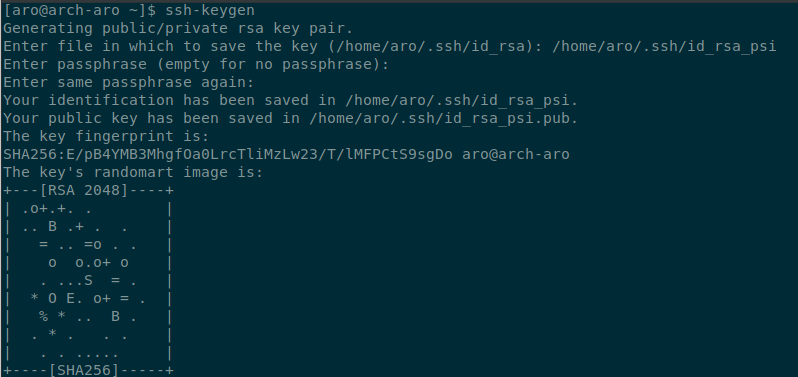 [aro@arch-aro ~]$ ssh-keygen
Generating public/private rsa key pair.
Enter file in which to save the key (/home/aro/.ssh/id_rsa): /home/aro/.ssh/id_rsa_psi
Enter passphrase (empty for no passphrase):
Enter same passphrase again:
Your identification has been saved in /home/aro/.ssh/id_rsa_psi.
Your public key has been saved in /home/aro/.ssh/id_rsa_psi.pub.
The key fingerprint is:
SHA256:E/pB4YMB3MhgfOa0LrcTliMzLw23/T/lMFPCtS9sgDo aro@arch-aro
The key's randomart image is:
+---[RSA 2048]----+
| .o+.+. .        |
| .. B .+ .  .    |
|   = .. =o . .   |
|    o  o.o+ o    |
|   . ...S  = .   |
|  * O E. o+ = .  |
|   % * ..  B .   |
|  . * .   . .    |
|   . . .....     |
+----[SHA256]-----+